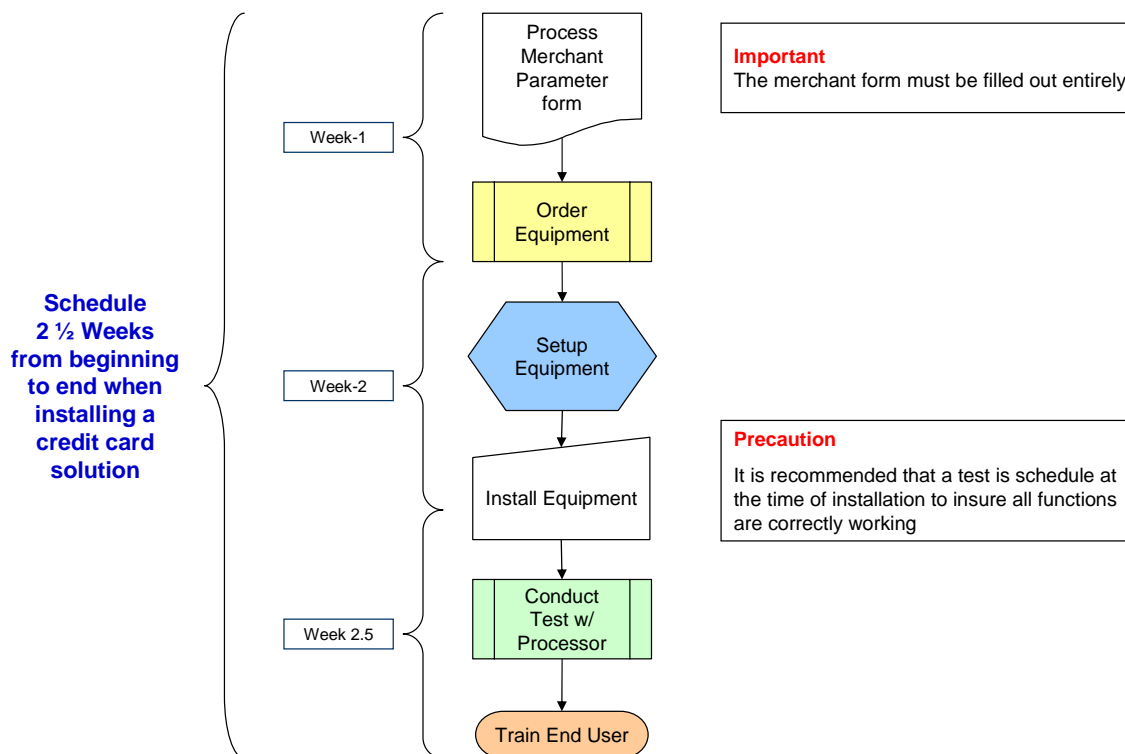 Schedule
2 ½ Weeks
from beginning
to end when
installing a
credit card
solution
Week-1
Week-2
Week 2.5
Process
Merchant
Parameter
form
Order
Equipment
Setup
Equipment
Install Equipment
Conduct
Test w/
Processor
Train End User
Important
The merchant form must be filled out entirely
Precaution
It is recommended that a test is schedule at
the time of installation to insure all functions
are correctly working